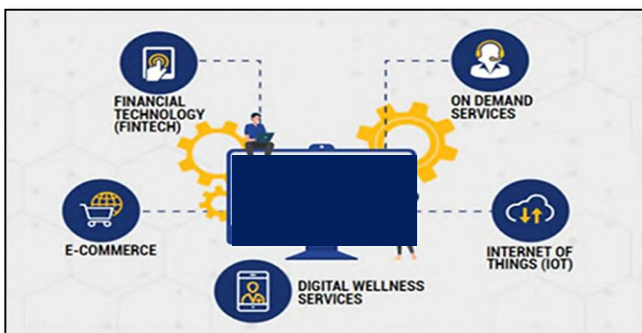 FINANCIAL
TECHNOLOGY
(FINTECH)
ON DEMAND
SERVICES
E-COMMERCE
INTERNET OF
THINGS (IOT)
DIGITAL WELLNESS
SERVICES